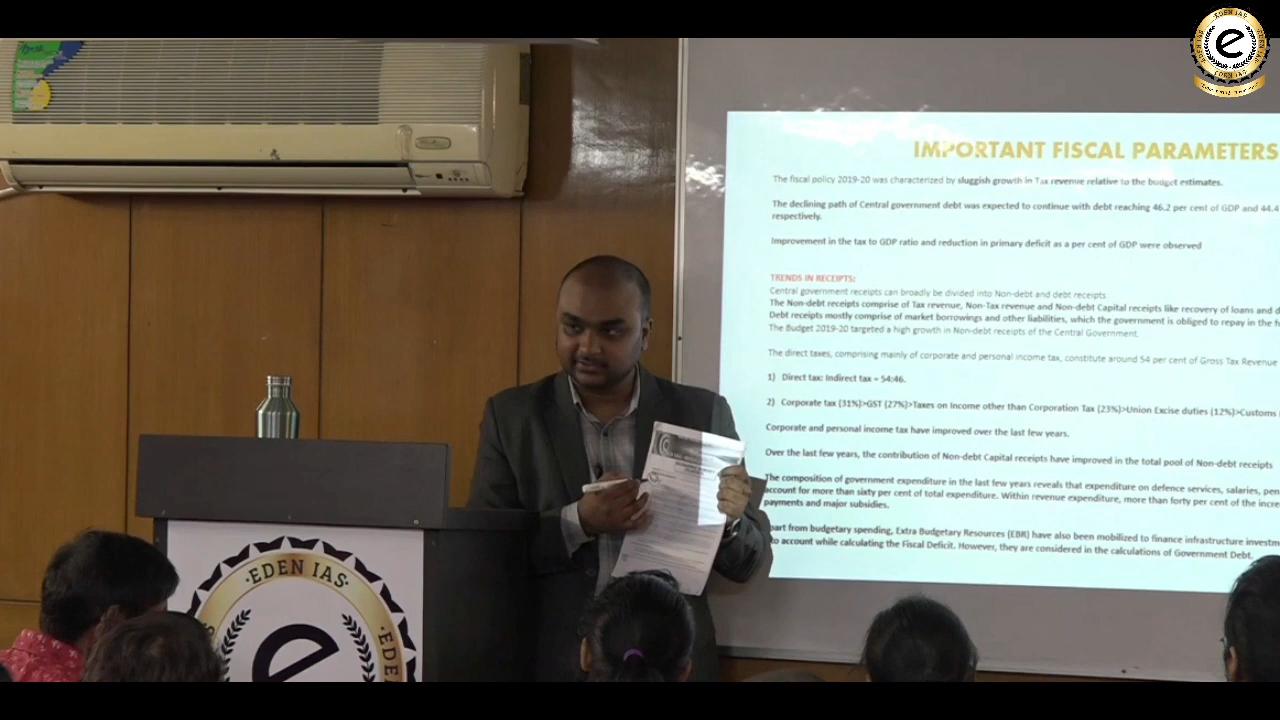 EDEN IAS
e
EDEN IAS
IMPORTANT FISCAL PARAMETERS
The fiscal policy 2019-20 was characterized by sluggish growth in Tax revenue relative to the budget estimates.
The declining path of Central government debt was expected to continue with debt reaching 46.2 per cent of GDP and 44.4
respectively.
Improvement in the tax to GDP ratio and reduction in primary deficit as a per cent of GDP were observed
TRENDS IN RECEIPTS:
Central government receipts can broadly be divided into Non-debt and debt receipts
The Non-debt receipts comprise of Tax revenue, Non-Tax revenue and Non-debt Capital receipts like recovery of loans and
Debt receipts mostly comprise of market borrowings and other liabilities, which the government is obliged to repay in the
The Budget 2019-20 targeted a high growth in Non-debt receipts of the Central Government.
The direct taxes, comprising mainly of corporate and personal income tax, constitute around 54 per cent of Gross Tax Revenue
1) Direct tax: Indirect tax = 54:46.
2) Corporate tax (31%)>GST (27%)>Taxes on Income other than Corporation Tax (23%)>Union Excise duties (12%)>Customs
Corporate and personal income tax have improved over the last few years.
Over the last few years, the contribution of Non-debt Capital receipts have improved in the total pool of Non-debt receipts
The composition of government expenditure in the last few years reveals that expenditure on defence services, salaries,
account for more than sixty per cent of total expenditure. Within revenue expenditure, more than forty per cent of the
payments and major subsidies.
part from budgetary spending, Extra Budgetary Resources (EBR) have also been mobilized to finance infrastructure
to account while calculating the Fiscal Deficit. However, they are considered in the calculations of Government Debt.
·EDEN IAS·
e
·EDE